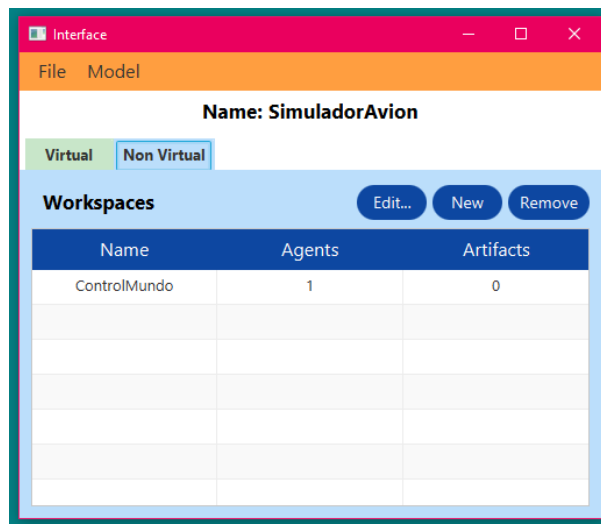 Interface
File Model
Name: SimuladorAvion
Virtual Non Virtual
Workspaces Edit... New Remove
Name Agents Artifacts
ControlMundo 1 0